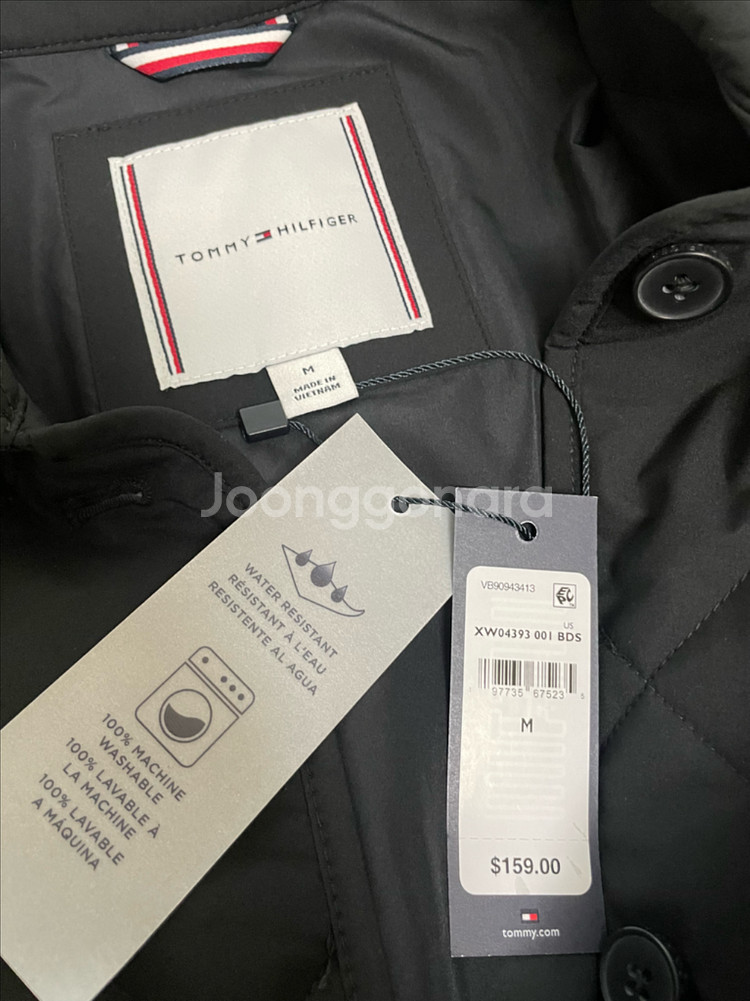 TOMMY HILFIGER
M
MADE IN
VIETNAM
Joonggonara
WATER RESISTANT
RÉSISTANT À L'EAU
RESISTENTE AL AGUA
100% MACHINE
WASHABLE
100% LAVABLE À
LA MACHINE
100% LAVABLE
A MÁQUINA
VB90943413
US
XW04393 001 BDS
97735 67523
M
$159.00
tommy.com